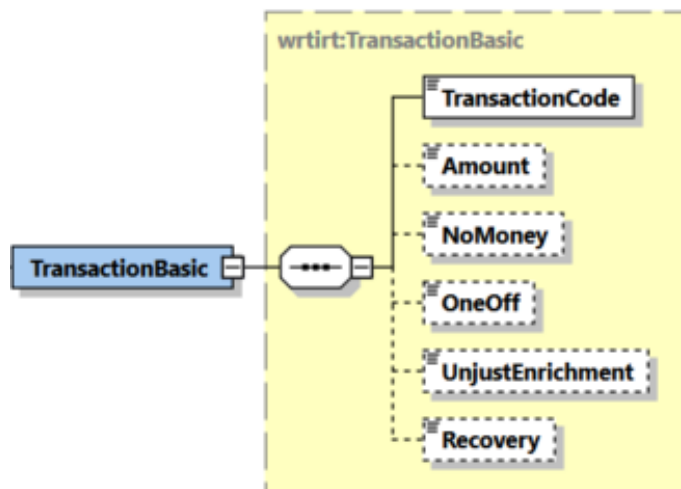 wrtirt:TransactionBasic
TransactionCode
Amount
NoMoney
TransactionBasic
OneOff
UnjustEnrichment
Recovery